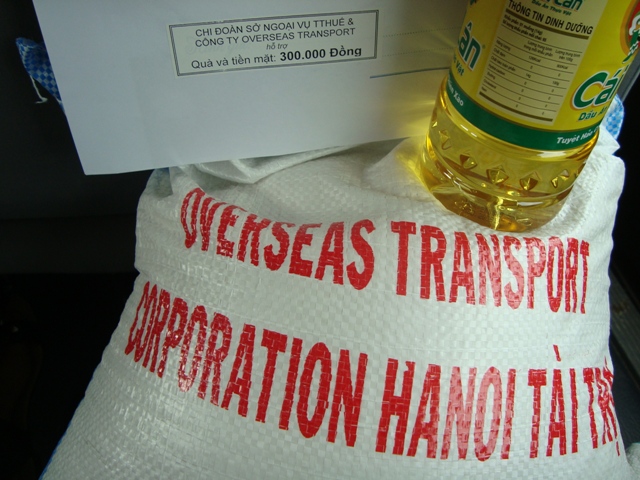 CHI ĐOÀN SỞ NGOẠI VỤ TTHUẾ &
CÔNG TY OVERSEAS TRANSPORT
hỗ trợ
Quà và tiền mặt: 300.000 Đồng
THÔNG TIN DINH DƯỠNG
OVERSEAS TRANSPORT
CORPORATION HANOI TÀI TRỢ